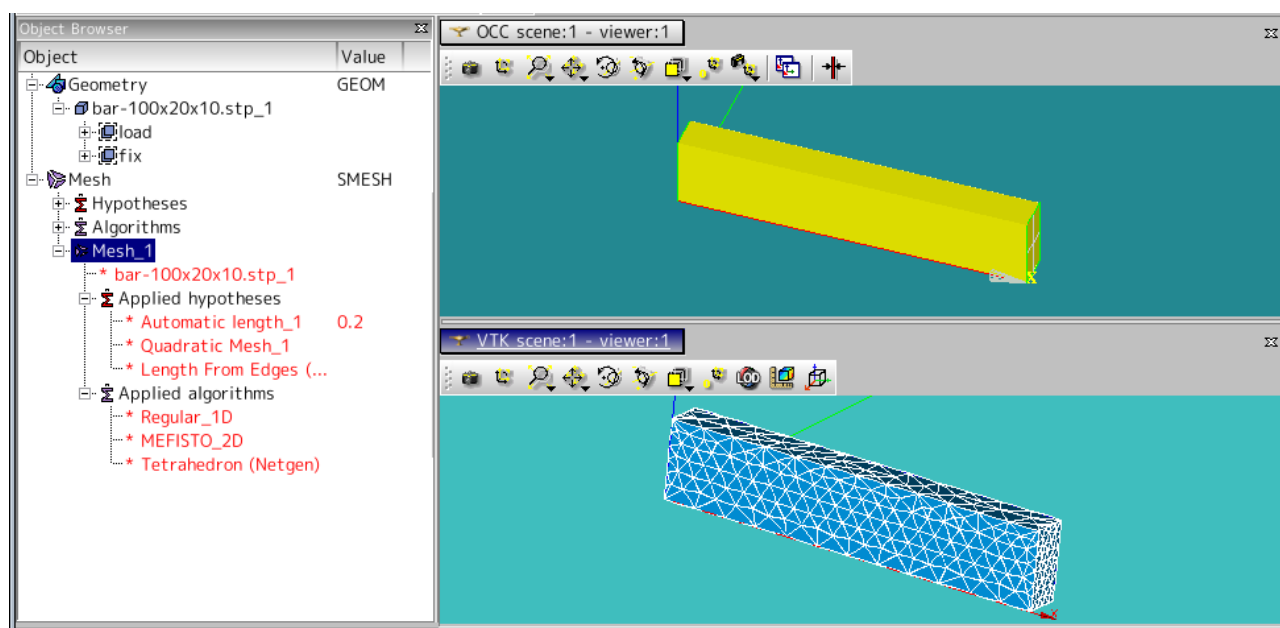 Object Browser
Object Value
Geometry GEOM
bar-100x20x10.stp_1
load
fix
Mesh SMESH
Hypotheses
Algorithms
Mesh_1
* bar-100x20x10.stp_1
Applied hypotheses
* Automatic length_1 0.2
* Quadratic Mesh_1
* Length From Edges (...
Applied algorithms
* Regular_1D
* MEFISTO_2D
* Tetrahedron (Netgen)
OCC scene:1 - viewer:1
X
VTK scene:1 - viewer:1
LOD
X